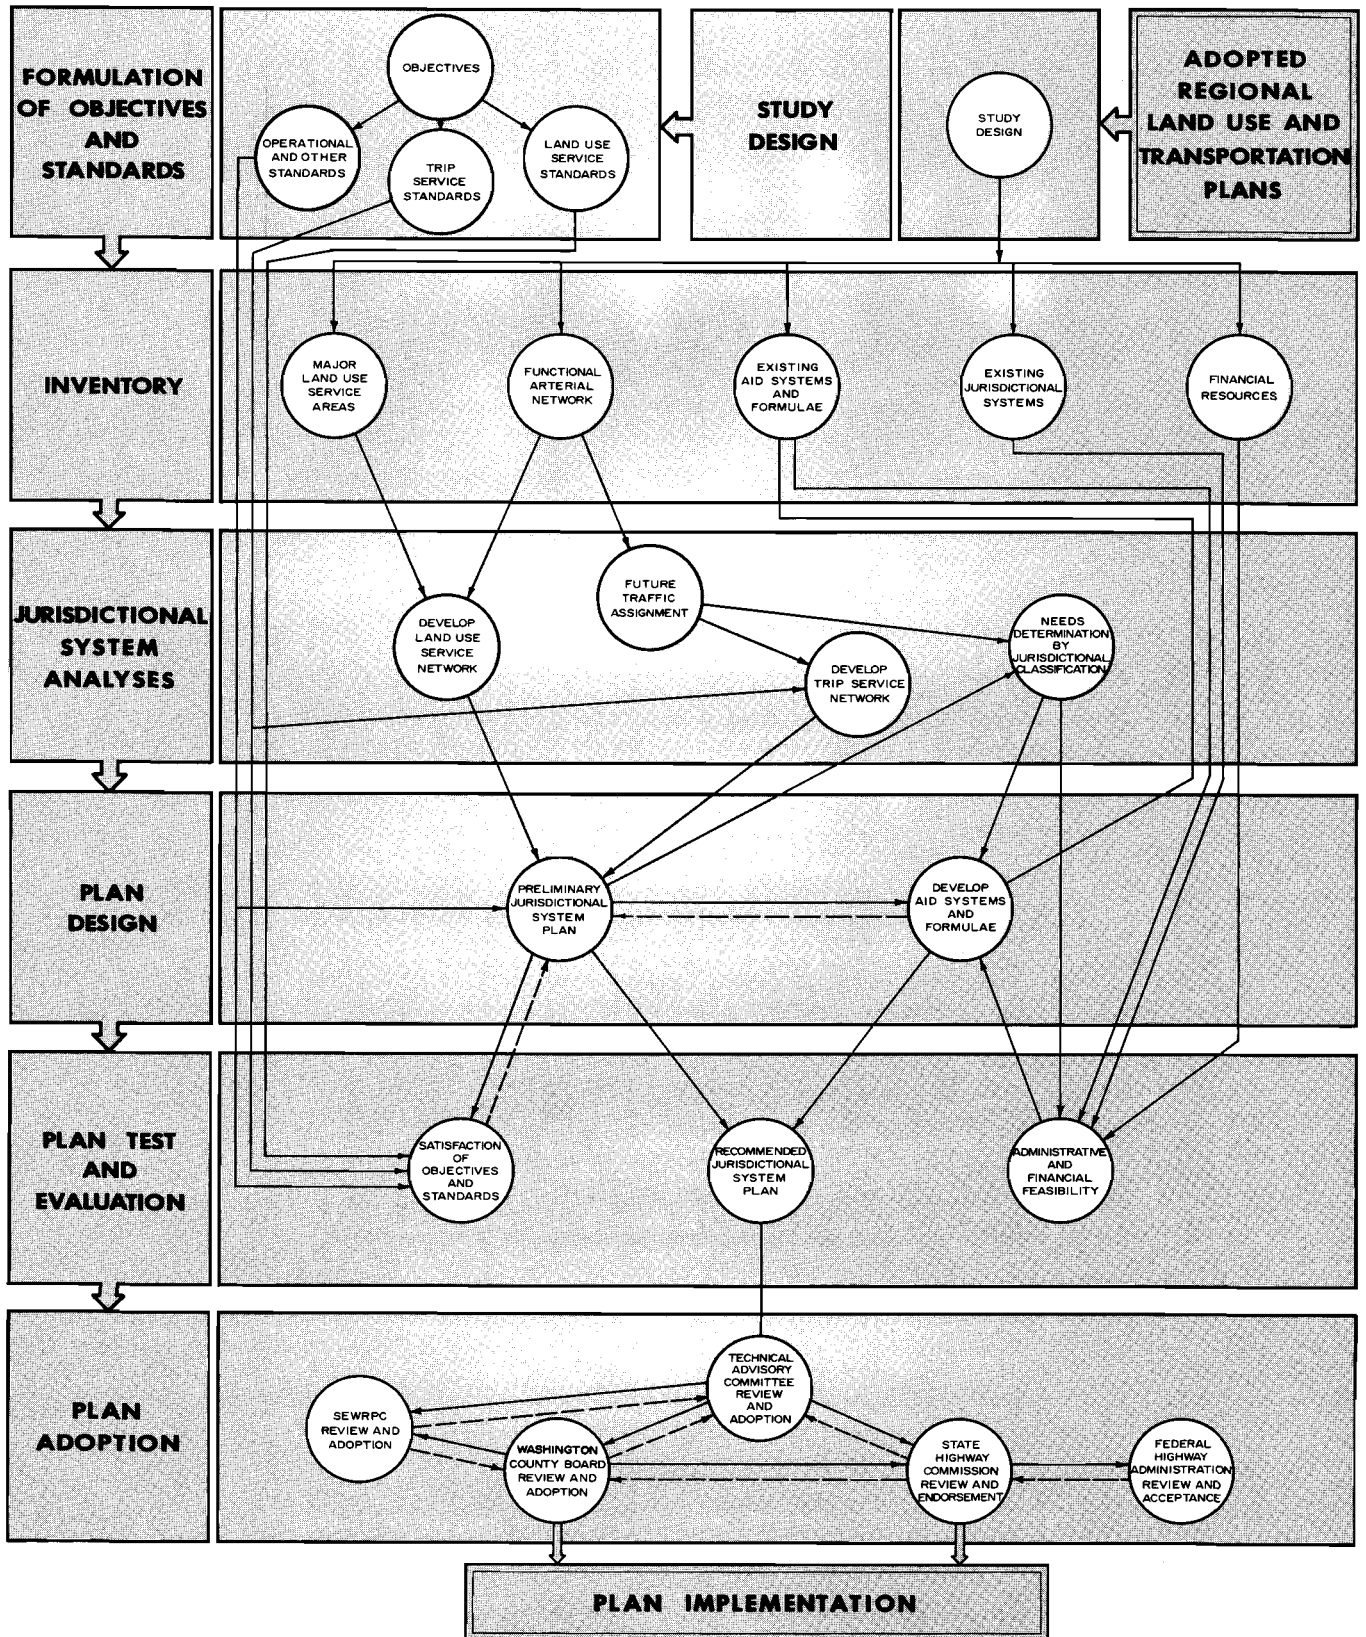 FORMULATION
OF OBJECTIVES
AND
STANDARDS
OBJECTIVES
OPERATIONAL
AND OTHER
STANDARDS
TRIP
SERVICE
STANDARDS
LAND USE
SERVICE
STANDARDS
STUDY
DESIGN
STUDY
DESIGN
ADOPTED
REGIONAL
LAND USE AND
TRANSPORTATION
PLANS
INVENTORY
MAJOR
LAND USE
SERVICE
AREAS
FUNCTIONAL
ARTERIAL
NETWORK
EXISTING
AID SYSTEMS
AND
FORMULAE
EXISTING
JURISDICTIONAL
SYSTEMS
FINANCIAL
RESOURCES
JURISDICTIONAL
SYSTEM
ANALYSES
DEVELOP
LAND USE
SERVICE
NETWORK
FUTURE
TRAFFIC
ASSIGNMENT
DEVELOP
TRIP SERVICE
NETWORK
NEEDS
DETERMINATION
BY
JURISDICTIONAL
CLASSIFICATION
PLAN
DESIGN
PRELIMINARY
JURISDICTIONAL
SYSTEM
PLAN
DEVELOP
AID SYSTEMS
AND
FORMULAE
PLAN TEST
AND
EVALUATION
SATISFACTION
OF
OBJECTIVES
AND
STANDARDS
RECOMMENDED
JURISDICTIONAL
SYSTEM
PLAN
ADMINISTRATIVE
AND
FINANCIAL
FEASIBILITY
PLAN
ADOPTION
SEWRPC
REVIEW AND
ADOPTION
WASHINGTON
COUNTY BOARD
REVIEW AND
ADOPTION
TECHNICAL
ADVISORY
COMMITTEE
REVIEW
AND
ADOPTION
STATE
HIGHWAY
COMMISSION
REVIEW AND
ENDORSEMENT
FEDERAL
HIGHWAY
ADMINISTRATION
REVIEW AND
ACCEPTANCE
PLAN IMPLEMENTATION